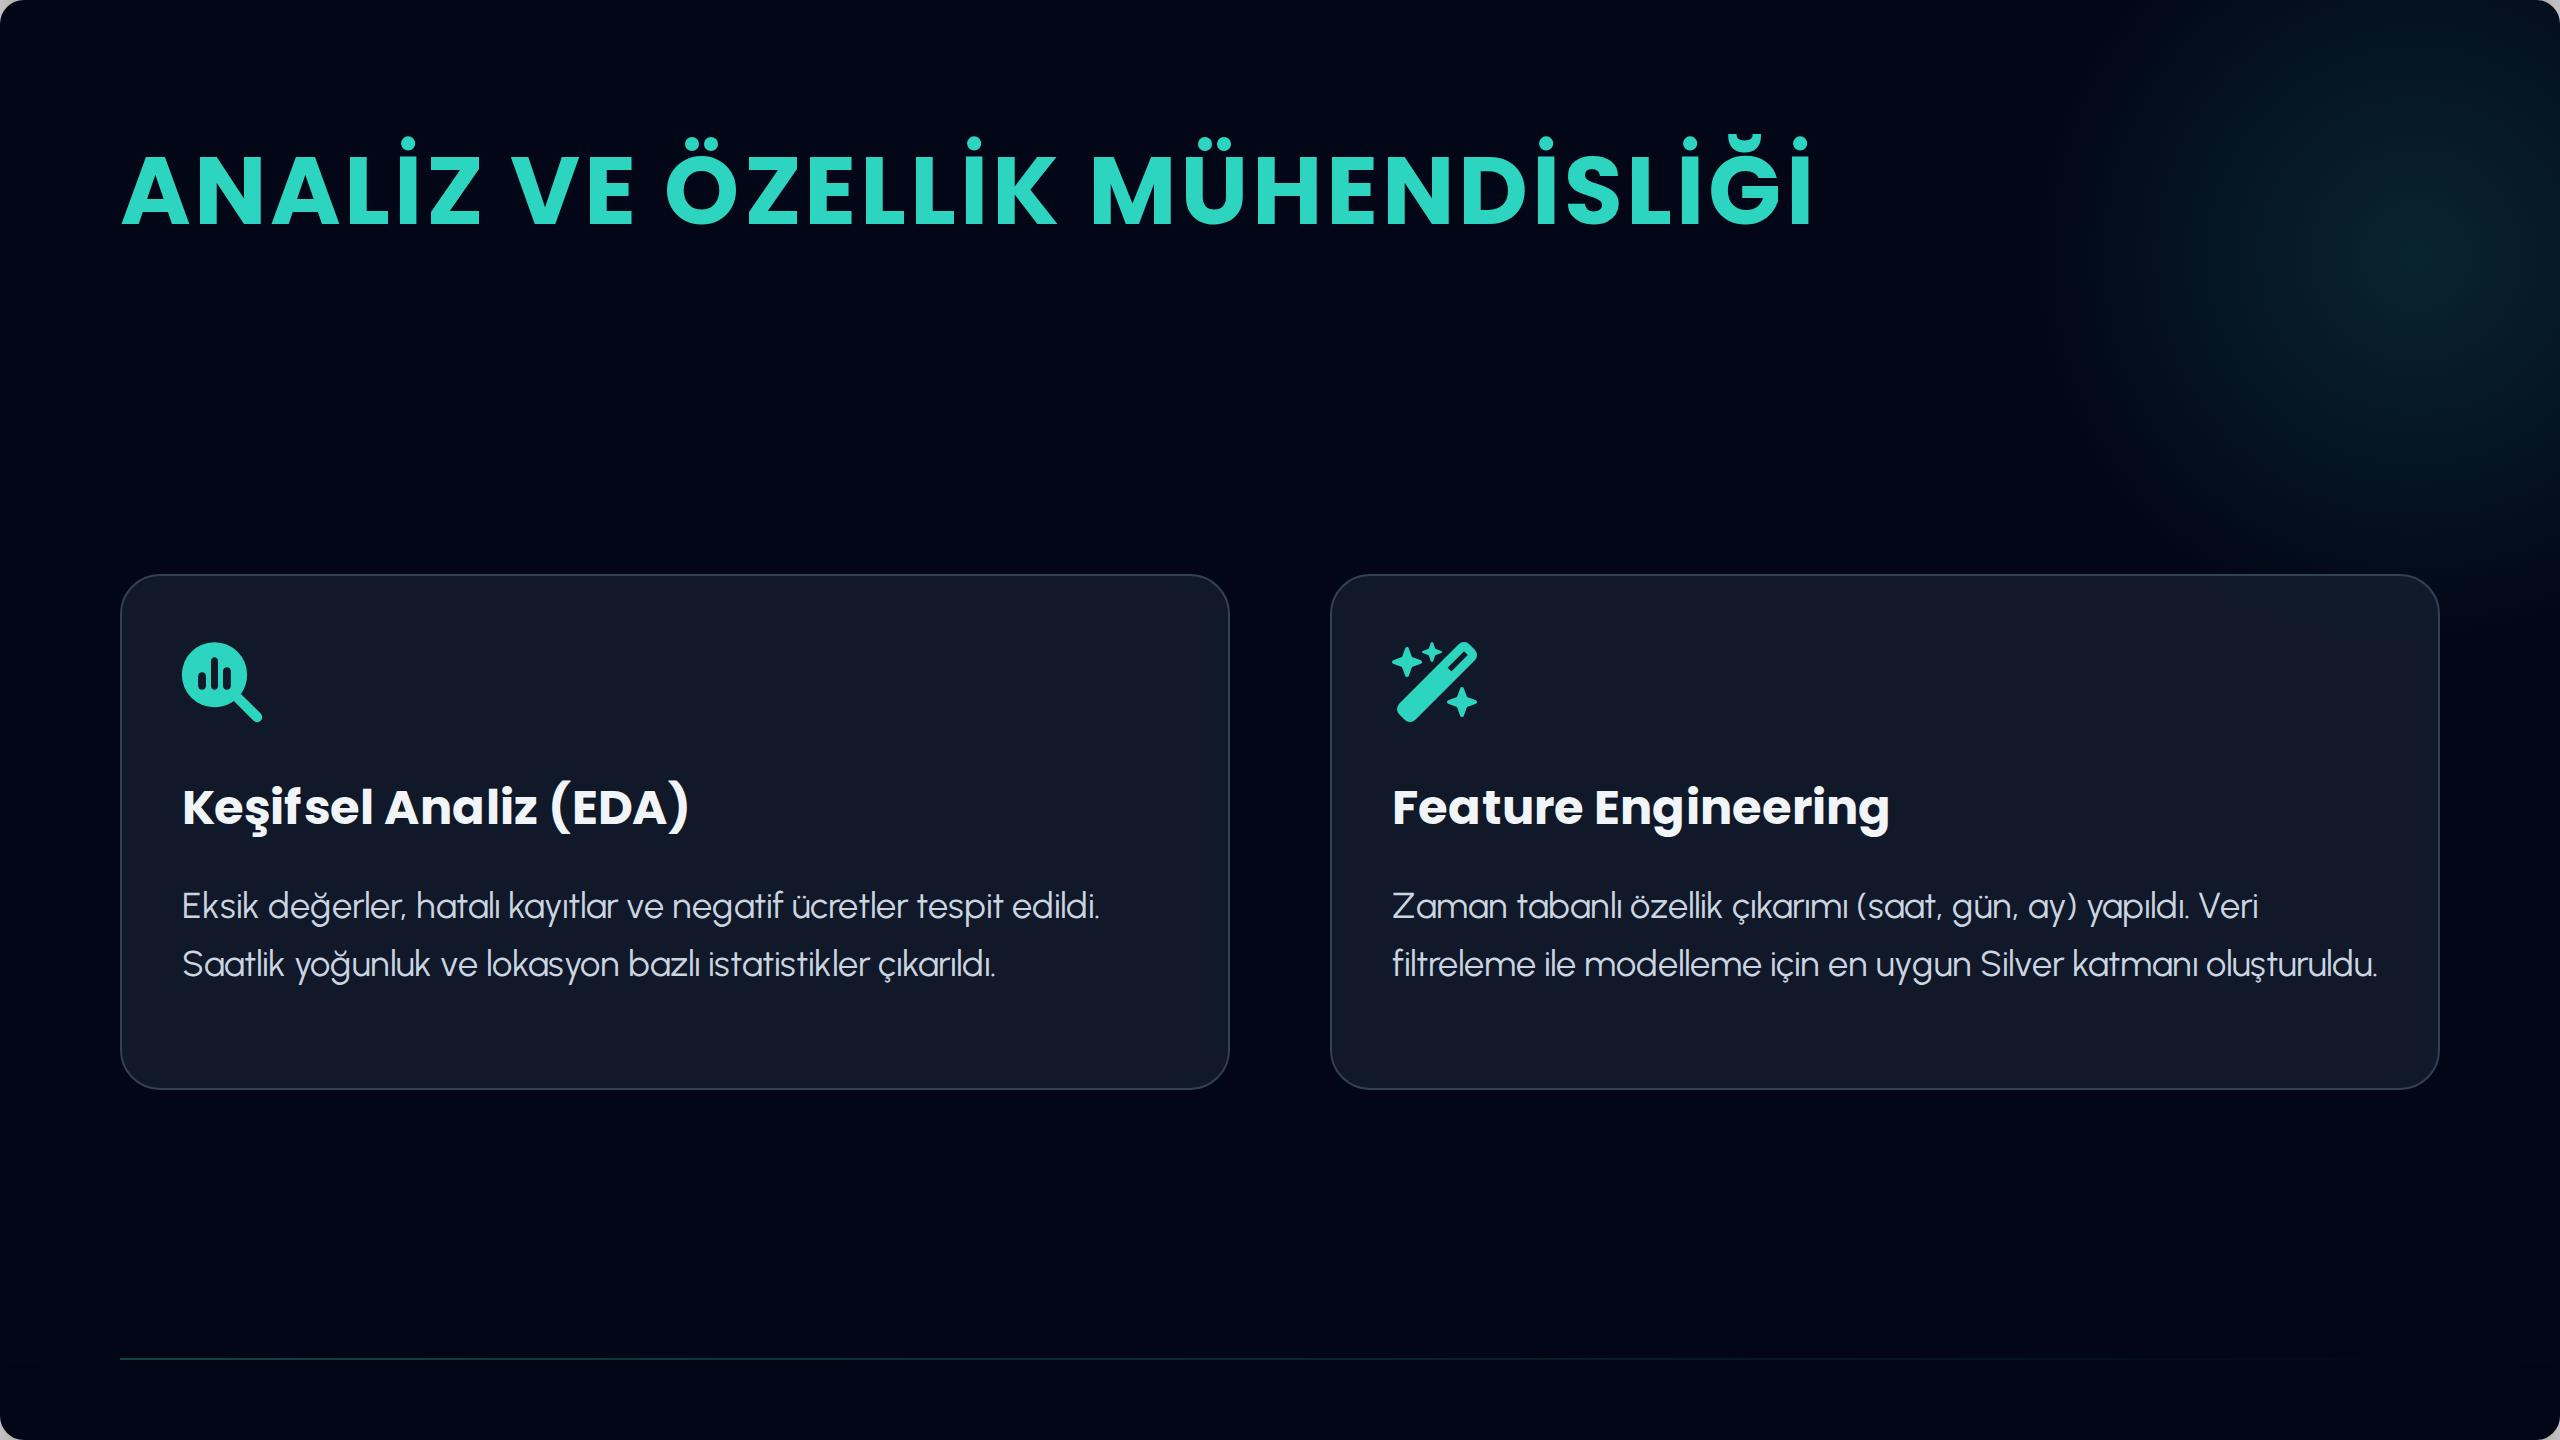 ANALİZ VE ÖZELLİK MÜHENDİSLİĞİ
Keşifsel Analiz (EDA)
Eksik değerler, hatalı kayıtlar ve negatif ücretler tespit edildi.
Saatlik yoğunluk ve lokasyon bazlı istatistikler çıkarıldı.
Feature Engineering
Zaman tabanlı özellik çıkarımı (saat, gün, ay) yapıldı. Veri
filtreleme ile modelleme için en uygun Silver katmanı oluşturuldu.